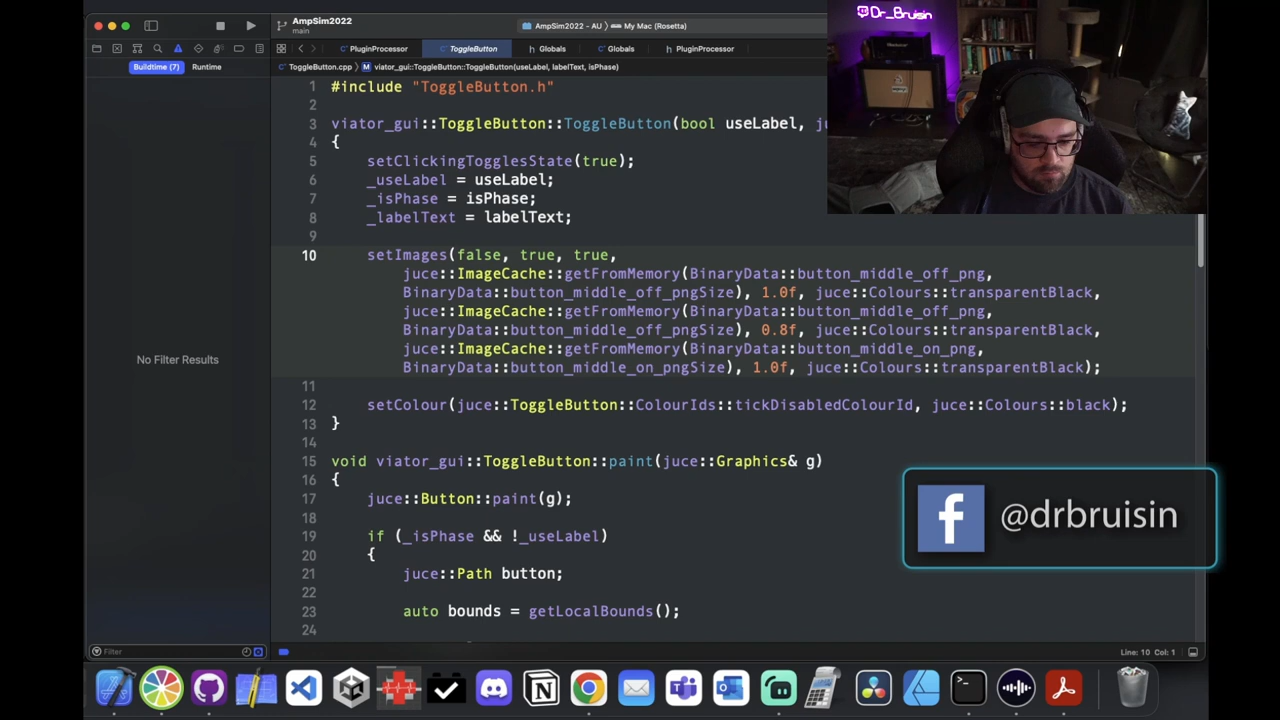 AmpSim2022
main
AmpSim2022 - AU
My Mac (Rosetta)
PluginProcessor
ToggleButton
Globals
Globals
PluginProcessor
Buildtime (7)
Runtime
ToggleButton.cpp
viator_gui::ToggleButton::ToggleButton(useLabel, labelText, isPhase)
Dr_Bruisin
1 #include "ToggleButton.h"
2
3 viator_gui::ToggleButton::ToggleButton(bool useLabel, ju
4 {
5 setClickingTogglesState(true);
6 _useLabel = useLabel;
7 _isPhase = isPhase;
8 _labelText = labelText;
9
10 setImages(false, true, true,
juce::ImageCache::getFromMemory(BinaryData::button_middle_off_png,
BinaryData::button_middle_off_pngSize), 1.0f, juce::Colours::transparentBlack,
juce::ImageCache::getFromMemory(BinaryData::button_middle_off_png,
BinaryData::button_middle_off_pngSize), 0.8f, juce::Colours::transparentBlack,
juce::ImageCache::getFromMemory(BinaryData::button_middle_on_png,
BinaryData::button_middle_on_pngSize), 1.0f, juce::Colours::transparentBlack);
11
12 setColour(juce::ToggleButton::ColourIds::tickDisabledColourId, juce::Colours::black);
13 }
14
15 void viator_gui::ToggleButton::paint(juce::Graphics& g)
16 {
17 juce::Button::paint(g);
18
19 if (_isPhase && !_useLabel)
20 {
21 juce::Path button;
22
23 auto bounds = getLocalBounds();
24
No Filter Results
@drbruisin
Filter
Line: 10 Col: 1